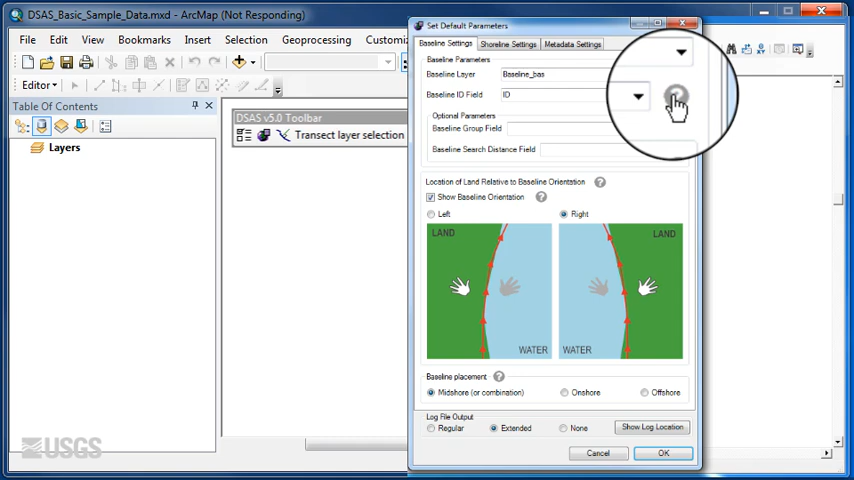 DSAS_Basic_Sample_Data.mxd - ArcMap (Not Responding)
File Edit View Bookmarks Insert Selection Geoprocessing Customiz
Editor
Table Of Contents
Layers
DSAS v5.0 Toolbar
Transect layer selection
Set Default Parameters
Baseline Settings Shoreline Settings Metadata Settings
Baseline Parameters
Baseline Layer Baseline_bas
Baseline ID Field ID
Optional Parameters
Baseline Group Field
Baseline Search Distance Field
Location of Land Relative to Baseline Orientation ?
Show Baseline Orientation ?
Left Right
LAND LAND
WATER WATER
Baseline placement ?
Midshore (or combination) Onshore Offshore
Log File Output
Regular Extended None Show Log Location
Cancel OK
USGS